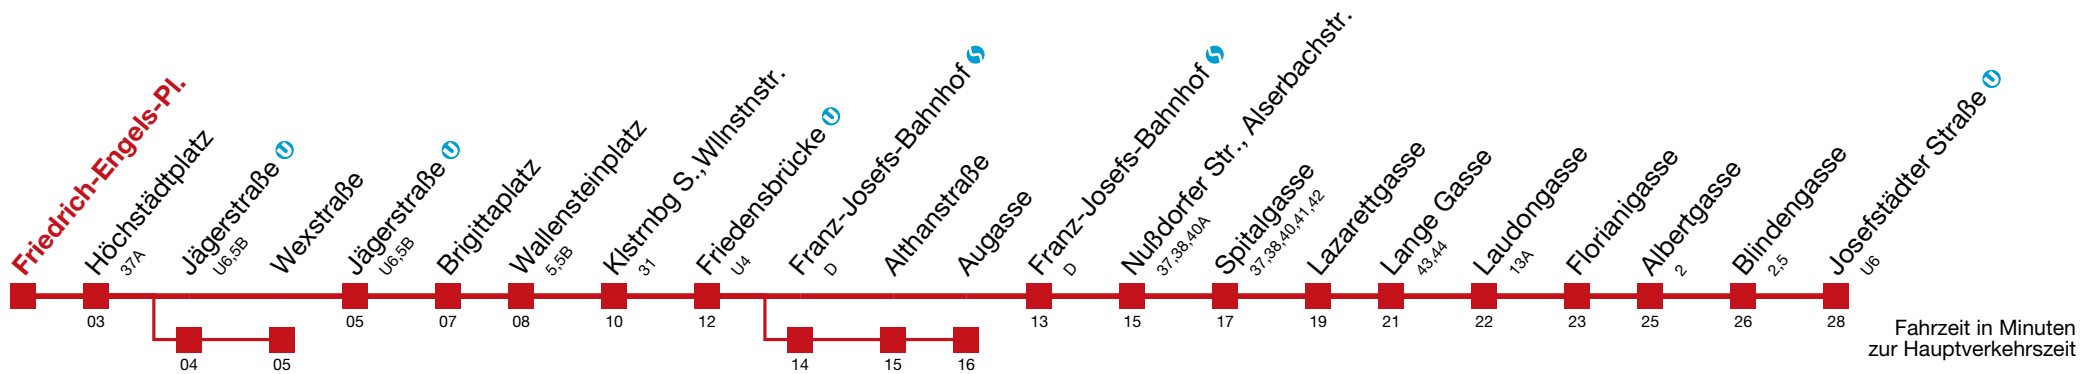 Friedrich-Engels-Pl.
Höchstädtplatz
37A
Jägerstraße
U6,5B
Wexstraße
Jägerstraße
U6,5B
Brigittaplatz
Wallensteinplatz
5,5B
Klstrnbg S.,Wllnstnstr.
31
Friedensbrücke
U4
Franz-Josefs-Bahnhof
D
Althanstraße
Augasse
Franz-Josefs-Bahnhof
D
Nußdorfer Str., Alserbachstr.
37,38,40A
Spitalgasse
37,38,40,41,42
Lazarettgasse
Lange Gasse
43,44
Laudongasse
13A
Florianigasse
Albertgasse
2
Blindengasse
2,5
Josefstädter Straße
U6
03 05 07 08 10 12 13 15 17 19 21 22 23 25 26 28
04 05 14 15 16
Fahrzeit in Minuten
zur Hauptverkehrszeit